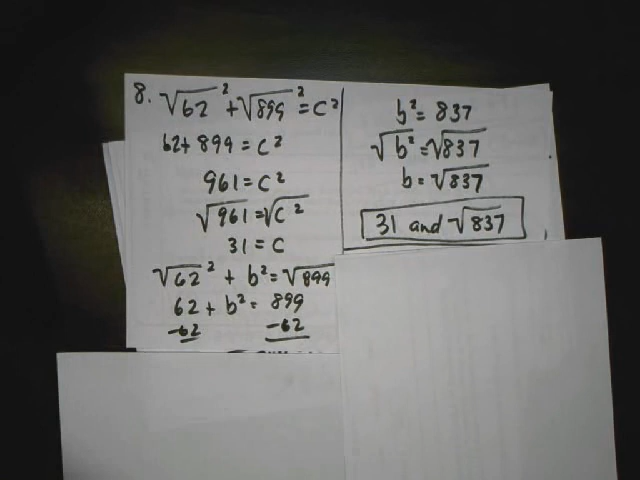 8. √62² + √899² = c²
62 + 899 = c²
961 = c²
√961 = √c²
31 = c
√62² + b² = √899
62 + b² = 899
-62 -62
b² = 837
√b² = √837
b = √837
31 and √837